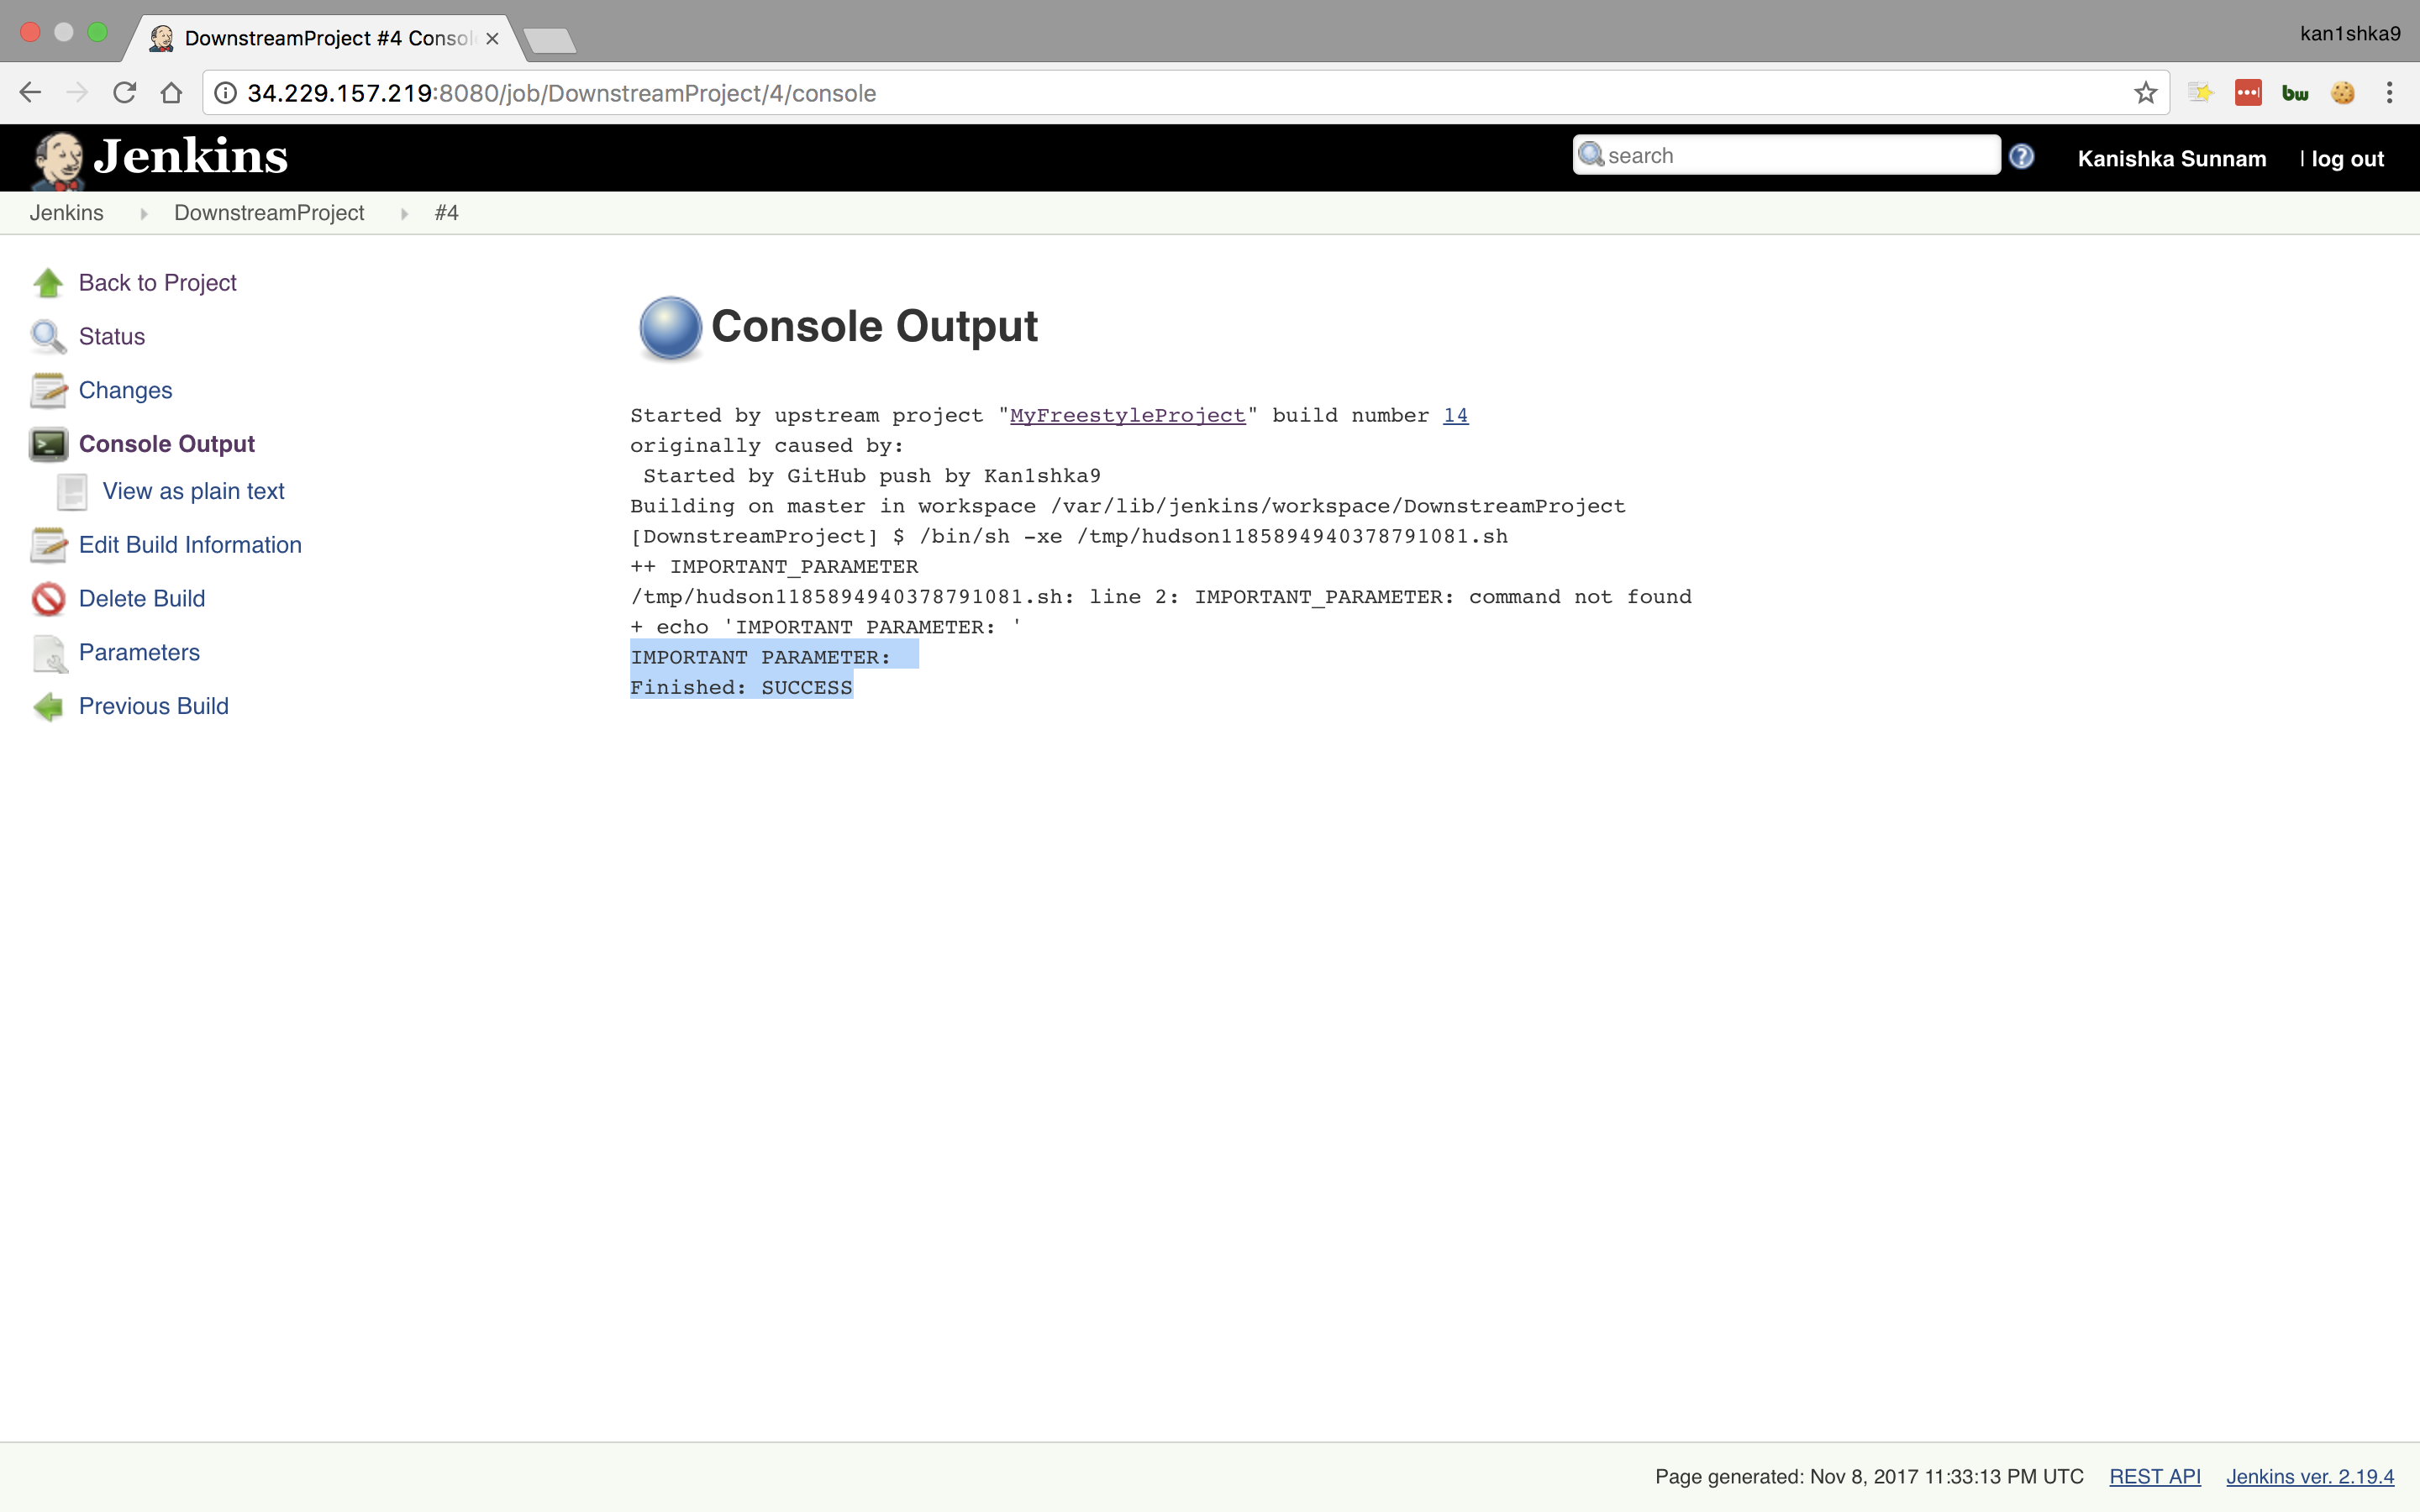 DownstreamProject #4 Consol
kan1shka9
34.229.157.219:8080/job/DownstreamProject/4/console
bw
Jenkins
search
?
Kanishka Sunnam
| log out
Jenkins
DownstreamProject
#4
Back to Project
Status
Changes
Console Output
View as plain text
Edit Build Information
Delete Build
Parameters
Previous Build
Console Output
Started by upstream project "MyFreestyleProject" build number 14
originally caused by:
Started by GitHub push by Kan1shka9
Building on master in workspace /var/lib/jenkins/workspace/DownstreamProject
[DownstreamProject] $ /bin/sh -xe /tmp/hudson1185894940378791081.sh
++ IMPORTANT_PARAMETER
/tmp/hudson1185894940378791081.sh: line 2: IMPORTANT_PARAMETER: command not found
+ echo 'IMPORTANT PARAMETER: '
IMPORTANT PARAMETER:
Finished: SUCCESS
Page generated: Nov 8, 2017 11:33:13 PM UTC
REST API
Jenkins ver. 2.19.4